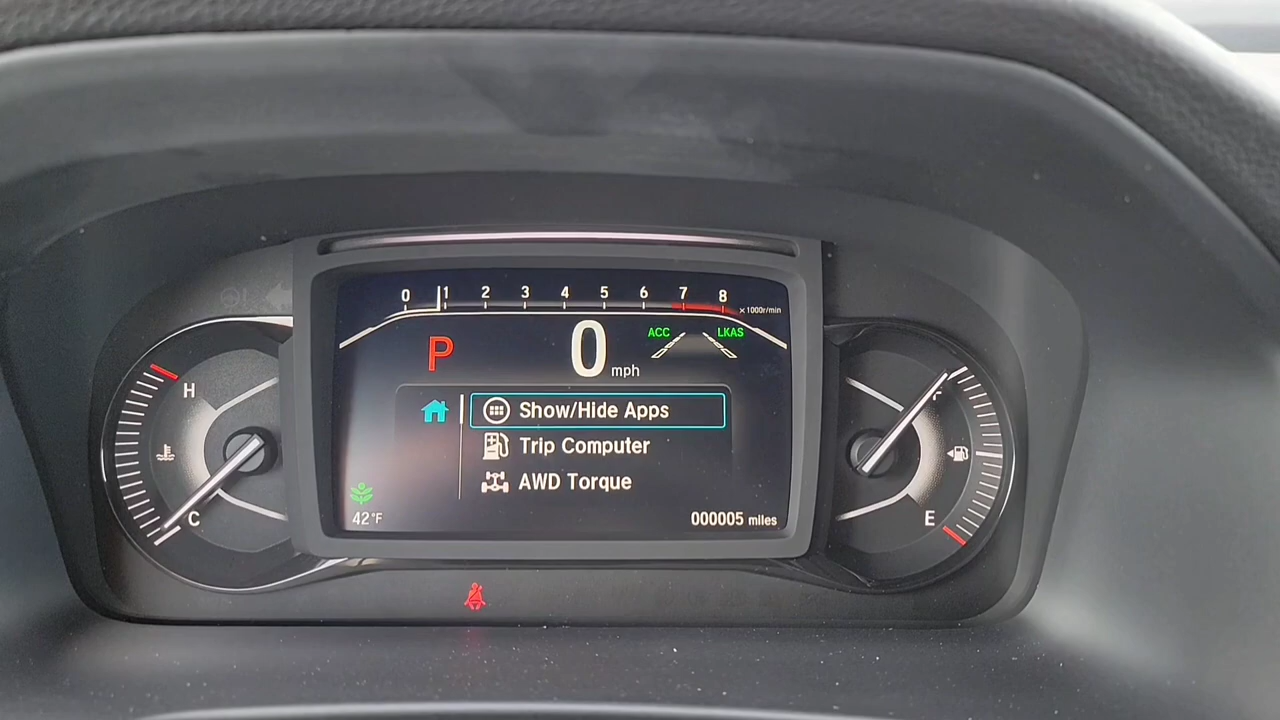 0 1 2 3 4 5 6 7 8
x1000r/min
P 0 mph
ACC LKAS
H
C
Show/Hide Apps
Trip Computer
AWD Torque
42°F
000005 miles
E